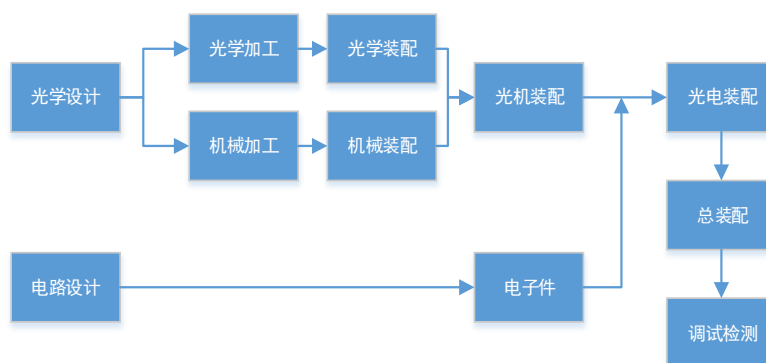 光学加工
光学装配
光学设计
光机装配
光电装配
机械加工
机械装配
总装配
电路设计
电子件
调试检测